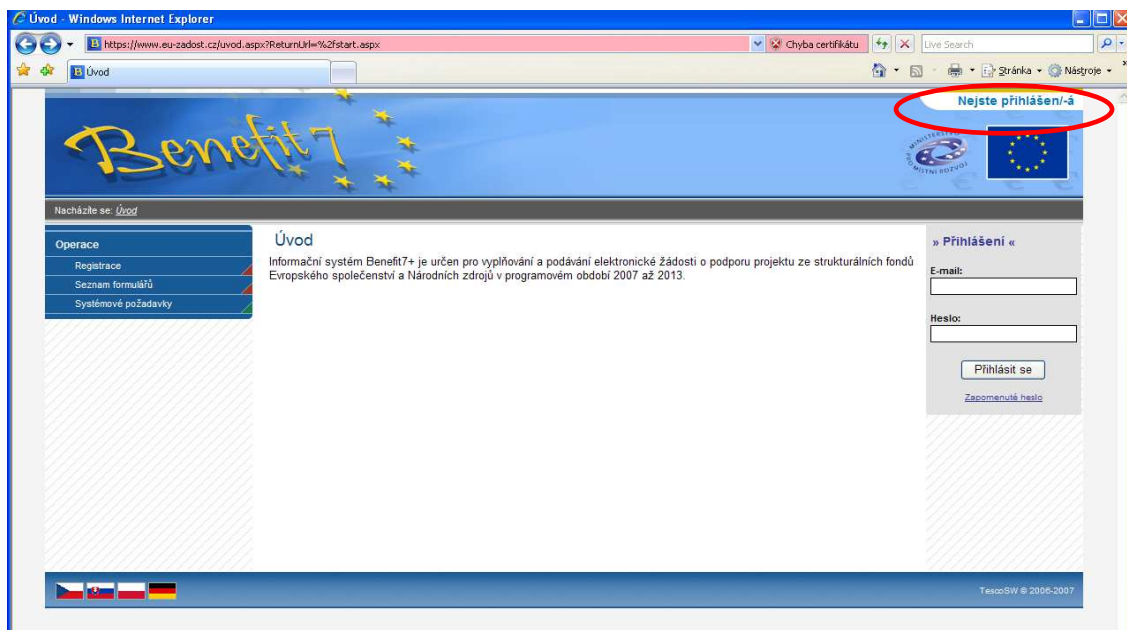 Úvod - Windows Internet Explorer
https://www.eu-zadost.cz/uvod.aspx?ReturnUrl=%2fstart.aspx
Chyba certifikátu
Live Search
Úvod
Stránka
Nástroje
Nejste přihlášen/-á
Benefit7
Nacházíte se: Úvod
Operace
Registrace
Seznam formulářů
Systémové požadavky
Úvod
Informační systém Benefit7+ je určen pro vyplňování a podávání elektronické žádosti o podporu projektu ze strukturálních fondů
Evropského společenství a Národních zdrojů v programovém období 2007 až 2013.
» Přihlášení «
E-mail:
Heslo:
Přihlásit se
Zapomenuté heslo
TescoSW © 2006-2007